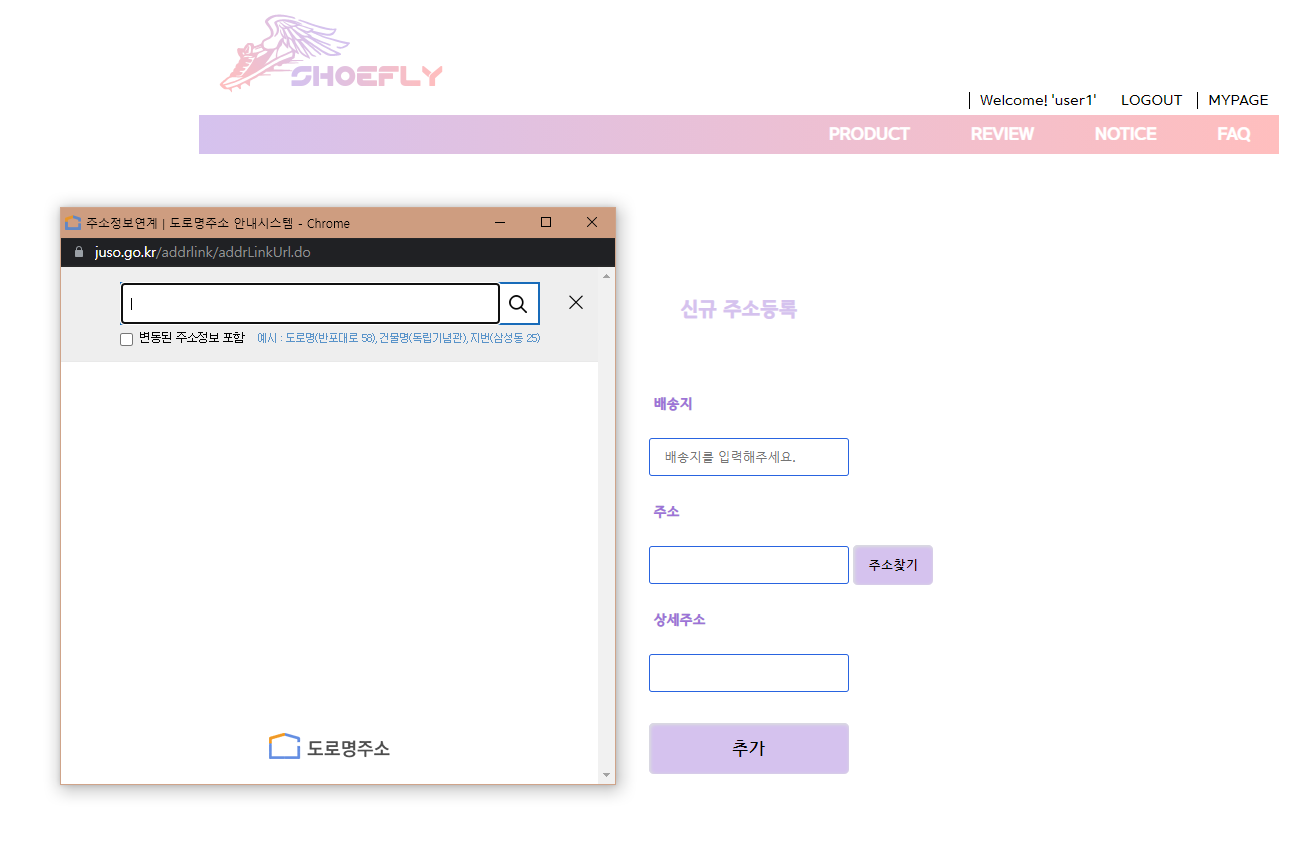 SHOEFLY
Welcome! 'user1' LOGOUT MYPAGE
PRODUCT REVIEW NOTICE FAQ
주소정보연계 | 도로명주소 안내시스템 - Chrome
juso.go.kr/addrlink/addrLinkUrl.do
변동된 주소정보 포함 예시 : 도로명(반포대로 58), 건물명(독립기념관), 지번(삼성동 25)
도로명주소
신규 주소등록
배송지
배송지를 입력해주세요.
주소
주소찾기
상세주소
추가